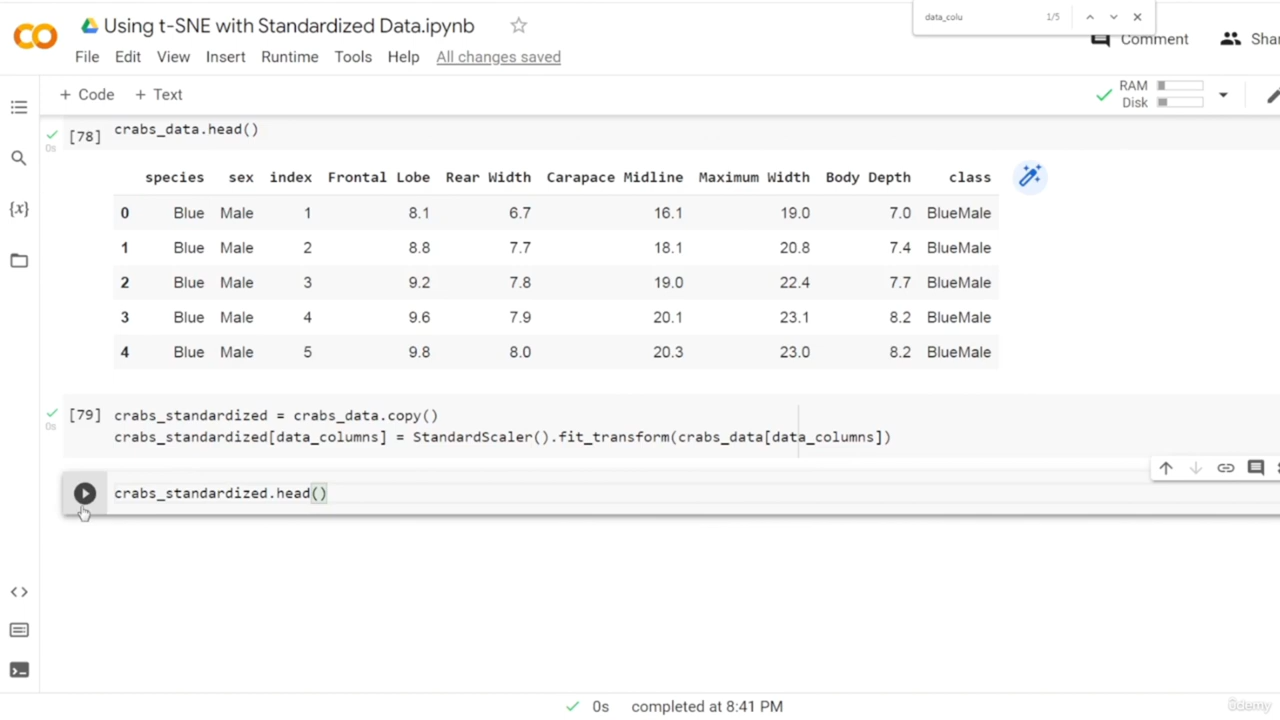 data_colu 1/5
Using t-SNE with Standardized Data.ipynb
File Edit View Insert Runtime Tools Help All changes saved
Comment
+ Code + Text
RAM
Disk
[78] crabs_data.head()
0s
species sex index Frontal Lobe Rear Width Carapace Midline Maximum Width Body Depth class
0 Blue Male 1 8.1 6.7 16.1 19.0 7.0 BlueMale
1 Blue Male 2 8.8 7.7 18.1 20.8 7.4 BlueMale
2 Blue Male 3 9.2 7.8 19.0 22.4 7.7 BlueMale
3 Blue Male 4 9.6 7.9 20.1 23.1 8.2 BlueMale
4 Blue Male 5 9.8 8.0 20.3 23.0 8.2 BlueMale
[79] crabs_standardized = crabs_data.copy()
0s
crabs_standardized[data_columns] = StandardScaler().fit_transform(crabs_data[data_columns])
crabs_standardized.head()
0s completed at 8:41 PM
ûdemy